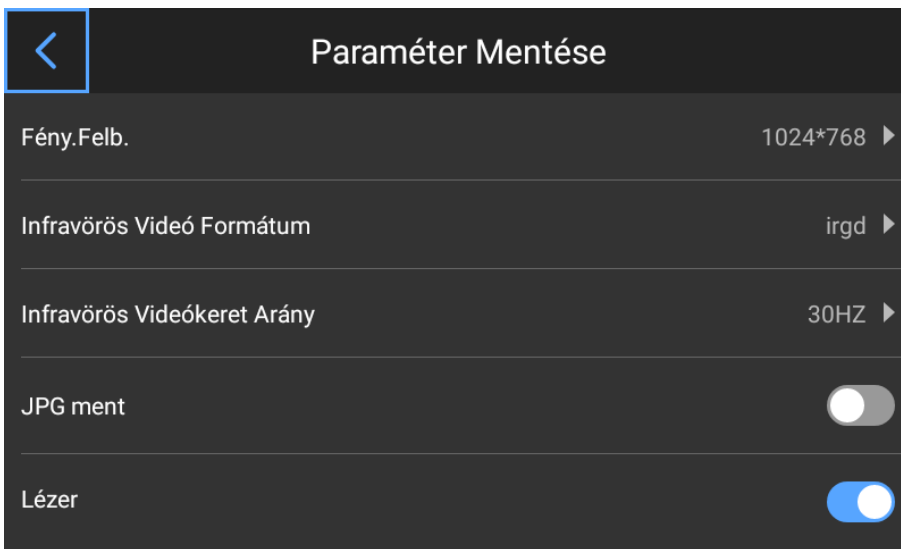 Paraméter Mentése
Fény.Felb. 1024*768
Infravörös Videó Formátum irgd
Infravörös Videókeret Arány 30HZ
JPG ment
Lézer